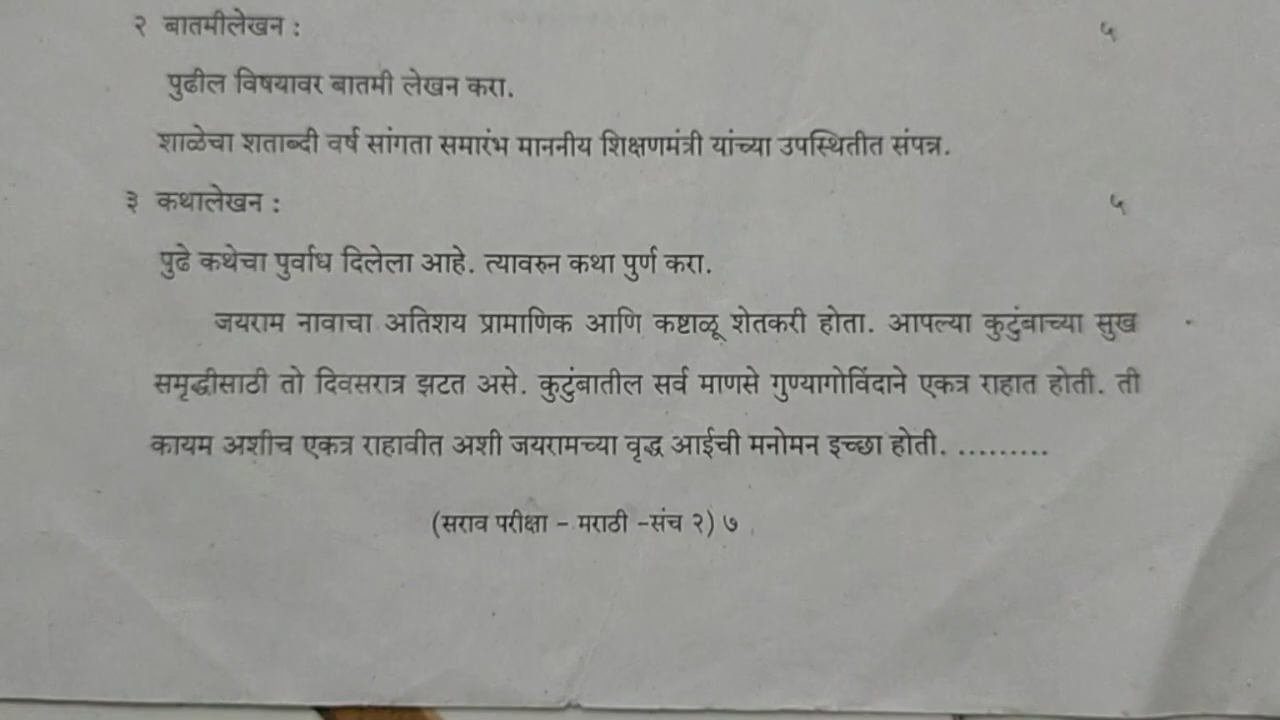 २ बातमीलेखन : ५
पुढील विषयावर बातमी लेखन करा.
शाळेचा शताब्दी वर्ष सांगता समारंभ माननीय शिक्षणमंत्री यांच्या उपस्थितीत संपन्न.
३ कथालेखन : ५
पुढे कथेचा पुर्वाध दिलेला आहे. त्यावरुन कथा पुर्ण करा.
जयराम नावाचा अतिशय प्रामाणिक आणि कष्टाळू शेतकरी होता. आपल्या कुटुंबाच्या सुख
समृद्धीसाठी तो दिवसरात्र झटत असे. कुटुंबातील सर्व माणसे गुण्यागोविंदाने एकत्र राहात होती. ती
कायम अशीच एकत्र राहावीत अशी जयरामच्या वृद्ध आईची मनोमन इच्छा होती. .........
(सराव परीक्षा - मराठी -संच २) ७